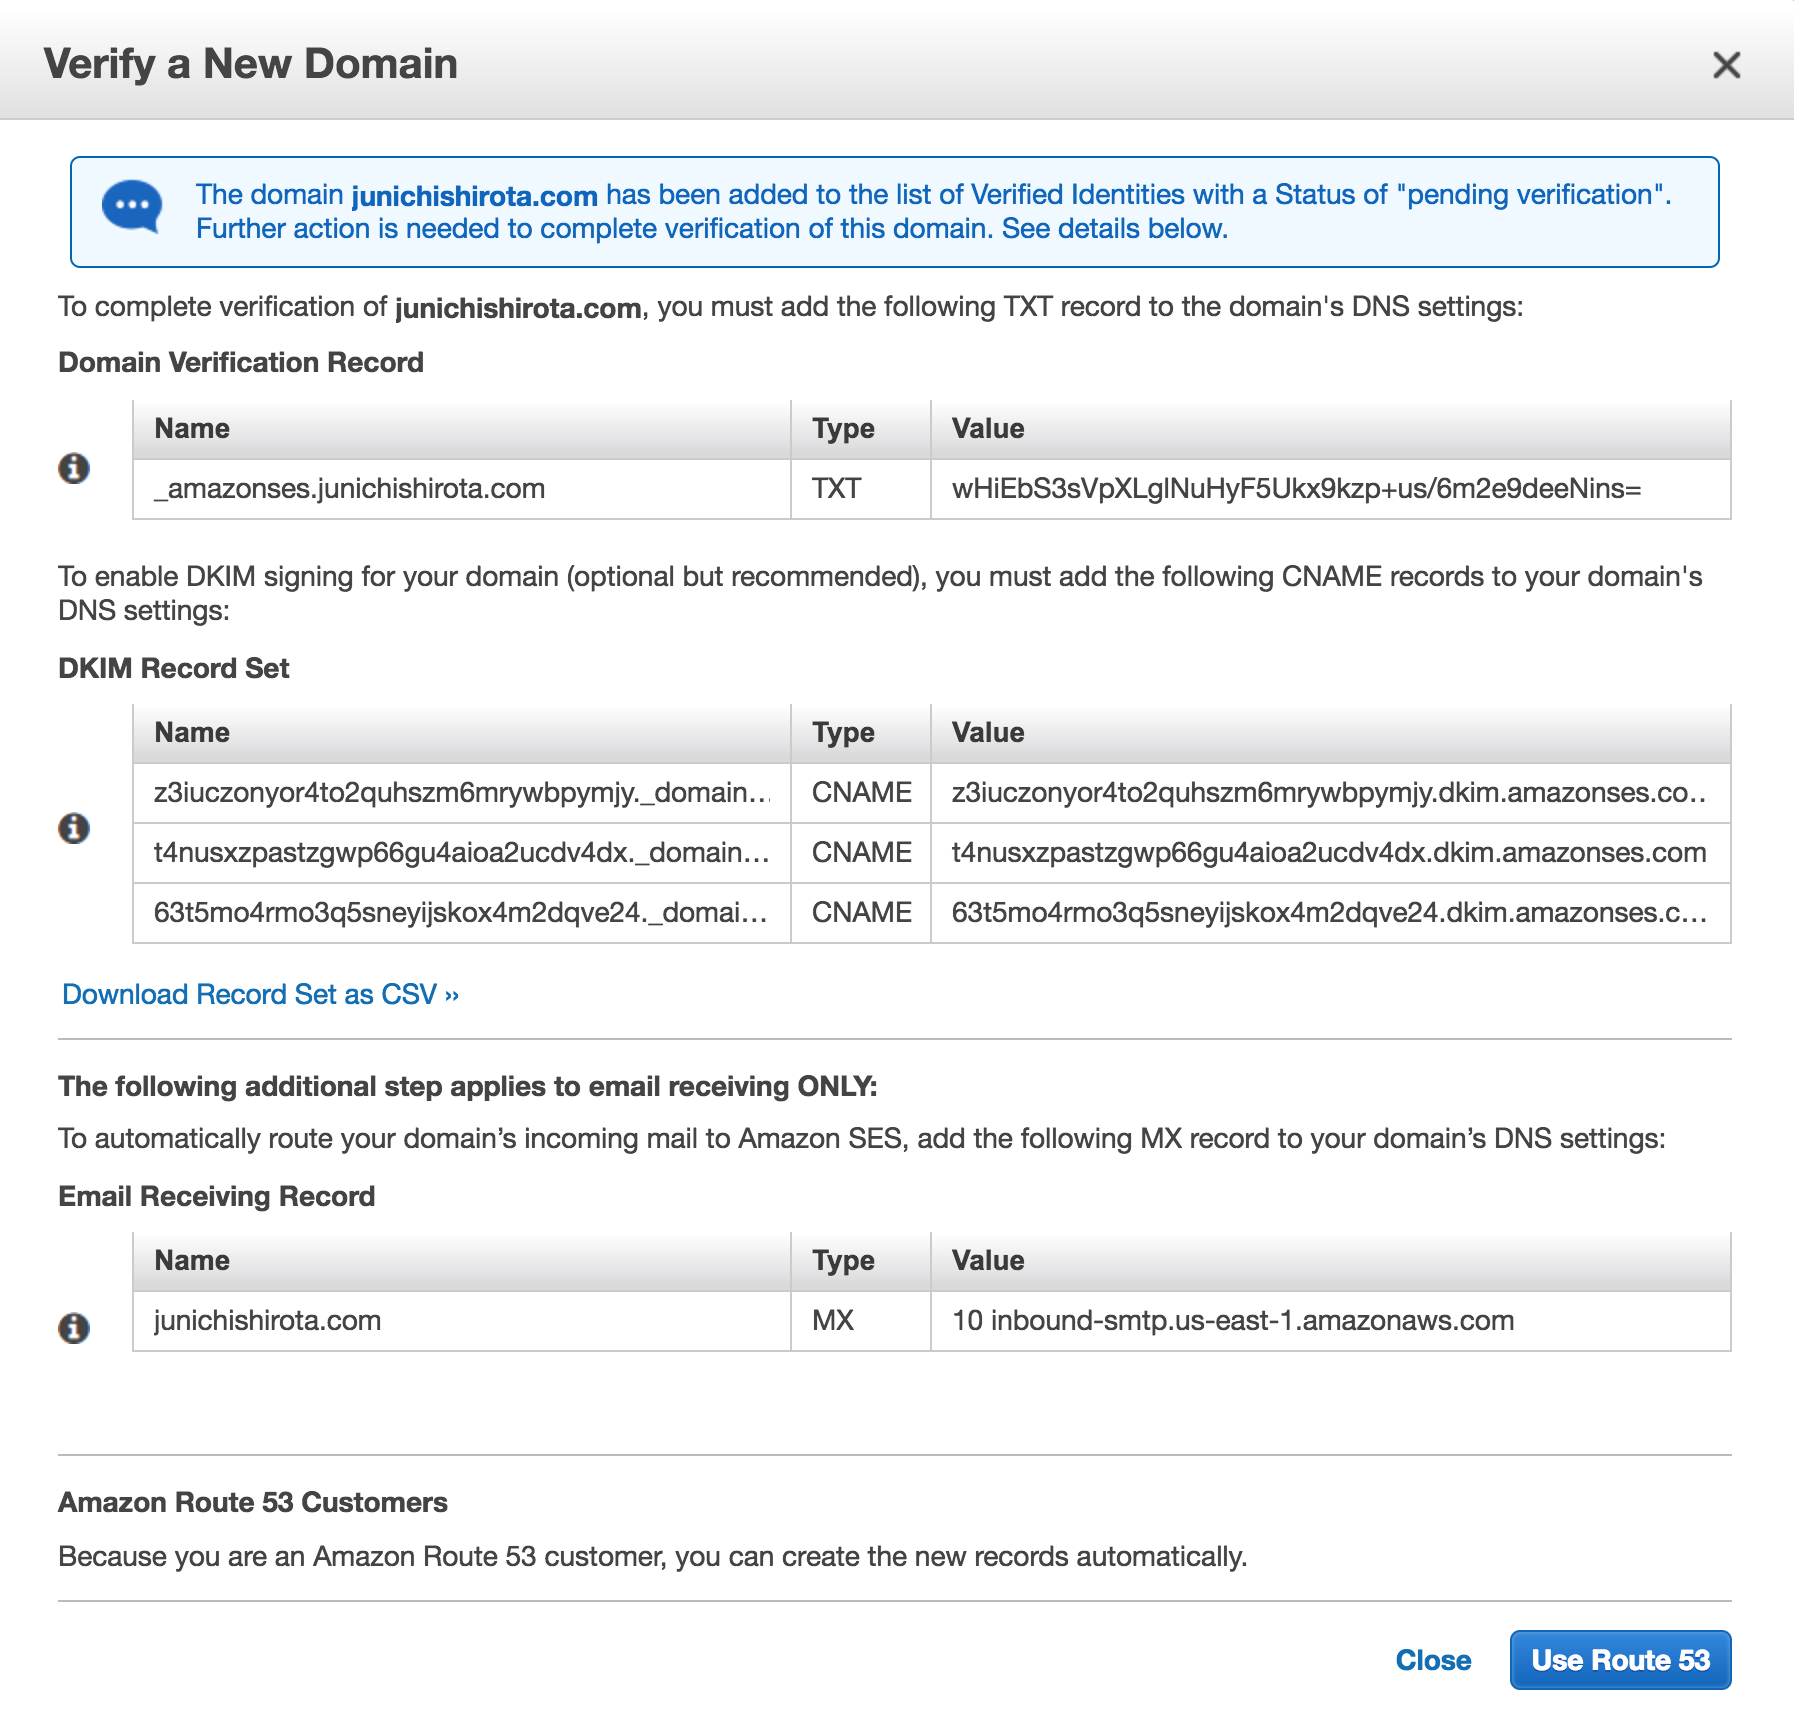 Verify a New Domain
The domain junichishirota.com has been added to the list of Verified Identities with a Status of "pending verification".
Further action is needed to complete verification of this domain. See details below.
To complete verification of junichishirota.com, you must add the following TXT record to the domain's DNS settings:
Domain Verification Record
Name Type Value
_amazonses.junichishirota.com TXT wHiEbS3sVpXLglNuHyF5Ukx9kzp+us/6m2e9deeNins=
To enable DKIM signing for your domain (optional but recommended), you must add the following CNAME records to your domain's
DNS settings:
DKIM Record Set
Name Type Value
z3iuczonyor4to2quhszm6mrywbpymjy._domain... CNAME z3iuczonyor4to2quhszm6mrywbpymjy.dkim.amazonses.co..
t4nusxzpastzgwp66gu4aioa2ucdv4dx._domain... CNAME t4nusxzpastzgwp66gu4aioa2ucdv4dx.dkim.amazonses.com
63t5mo4rmo3q5sneyijskox4m2dqve24._domai... CNAME 63t5mo4rmo3q5sneyijskox4m2dqve24.dkim.amazonses.c...
Download Record Set as CSV »
The following additional step applies to email receiving ONLY:
To automatically route your domain’s incoming mail to Amazon SES, add the following MX record to your domain’s DNS settings:
Email Receiving Record
Name Type Value
junichishirota.com MX 10 inbound-smtp.us-east-1.amazonaws.com
Amazon Route 53 Customers
Because you are an Amazon Route 53 customer, you can create the new records automatically.
Close Use Route 53